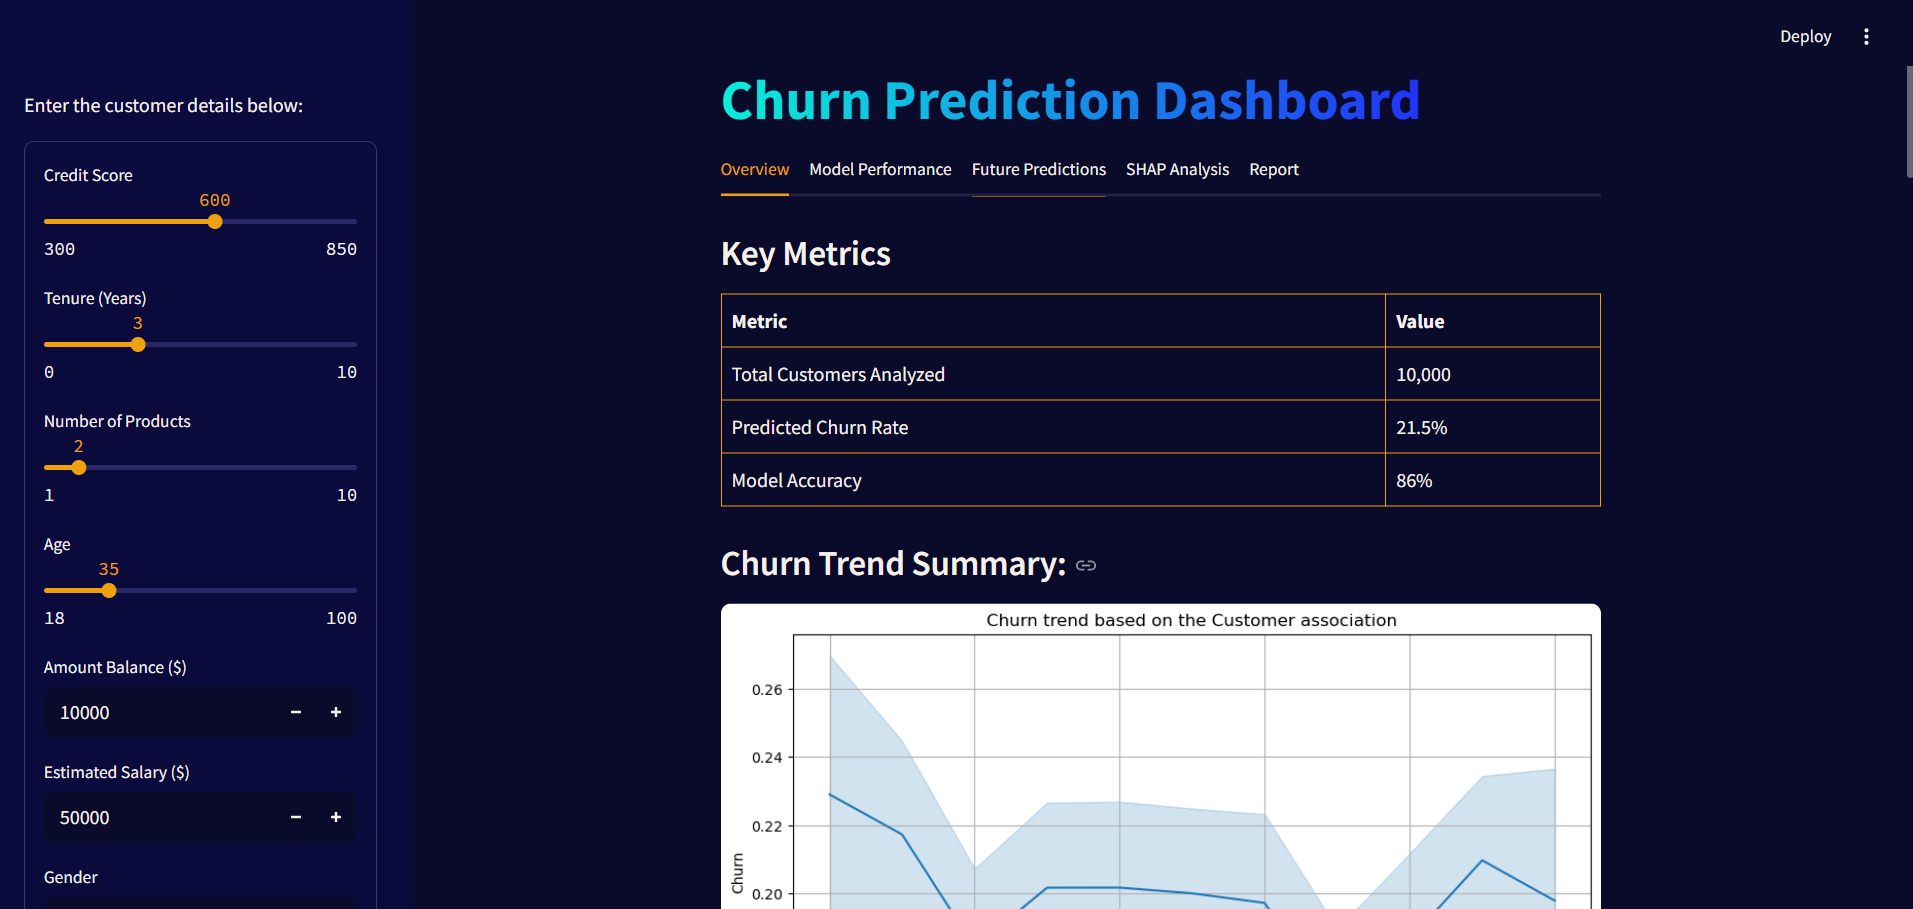 Deploy
Enter the customer details below:
Credit Score
600
300 850
Tenure (Years)
3
0 10
Number of Products
2
1 10
Age
35
18 100
Amount Balance ($)
10000 − +
Estimated Salary ($)
50000 − +
Gender
Churn Prediction Dashboard
Overview Model Performance Future Predictions SHAP Analysis Report
Key Metrics
Metric Value
Total Customers Analyzed 10,000
Predicted Churn Rate 21.5%
Model Accuracy 86%
Churn Trend Summary:
Churn trend based on the Customer association
0.26
0.24
0.22
0.20
Churn